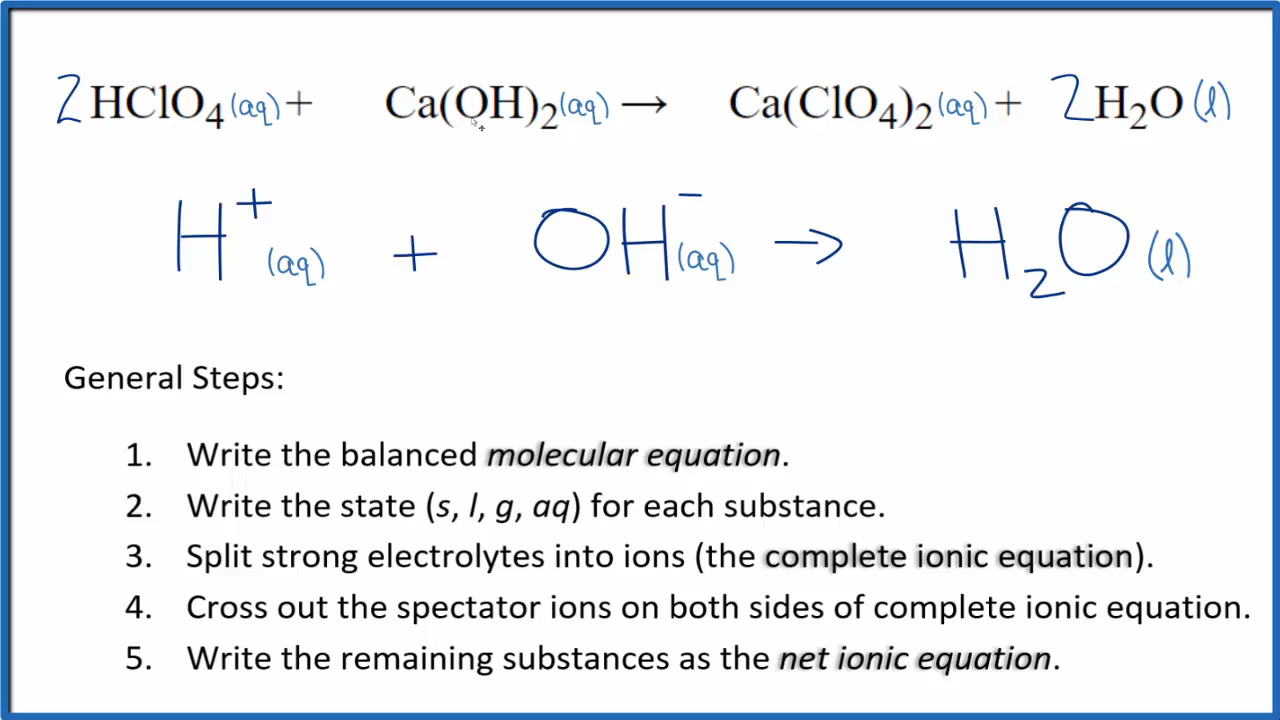 2HClO₄(aq) + Ca(OH)₂(aq) → Ca(ClO₄)₂(aq) + 2H₂O(l)
H⁺(aq) + OH⁻(aq) → H₂O(l)
General Steps:
1. Write the balanced molecular equation.
2. Write the state (s, l, g, aq) for each substance.
3. Split strong electrolytes into ions (the complete ionic equation).
4. Cross out the spectator ions on both sides of complete ionic equation.
5. Write the remaining substances as the net ionic equation.